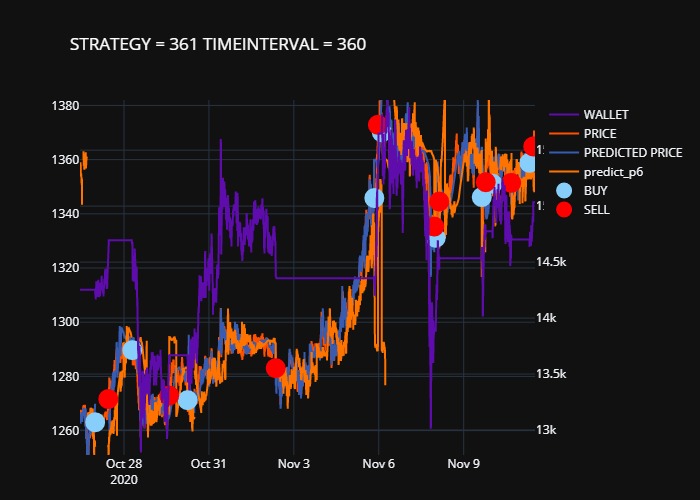 STRATEGY = 361 TIMEINTERVAL = 360
1380
1360
1340
1320
1300
1280
1260
14.5k
14k
13.5k
13k
Oct 28
2020
Oct 31
Nov 3
Nov 6
Nov 9
WALLET
PRICE
PREDICTED PRICE
predict_p6
BUY
SELL